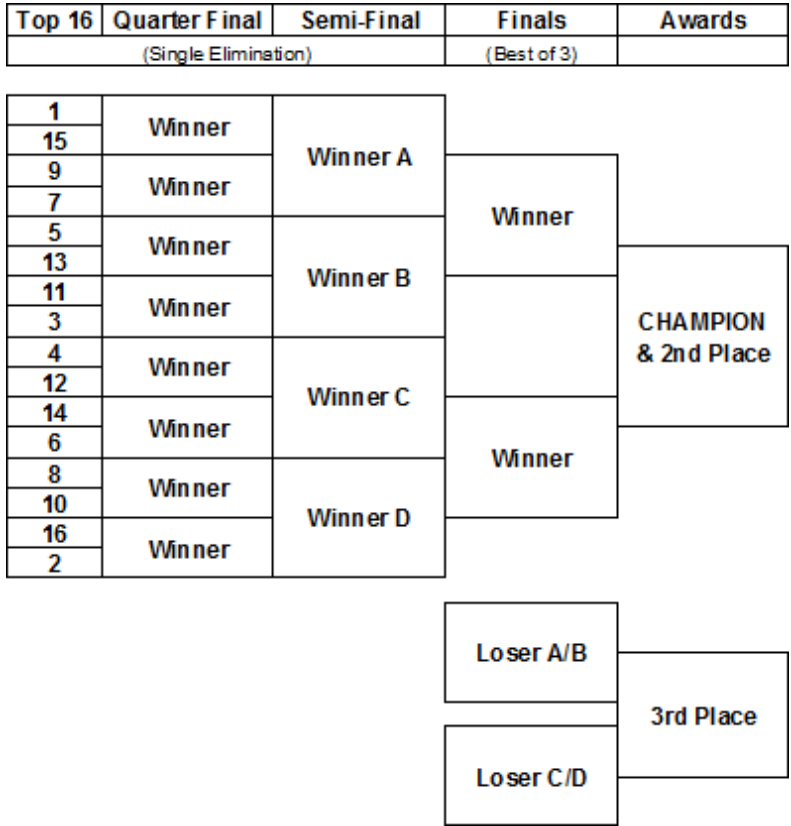 Top 16 Quarter Final Semi-Final Finals Awards
(Single Elimination) (Best of 3)
1
Winner
15
Winner A
9
Winner
7
Winner
5
Winner
13
Winner B
11
Winner
3
CHAMPION
& 2nd Place
4
Winner
12
Winner C
14
Winner
6
Winner
8
Winner
10
Winner D
16
Winner
2
Loser A/B
3rd Place
Loser C/D